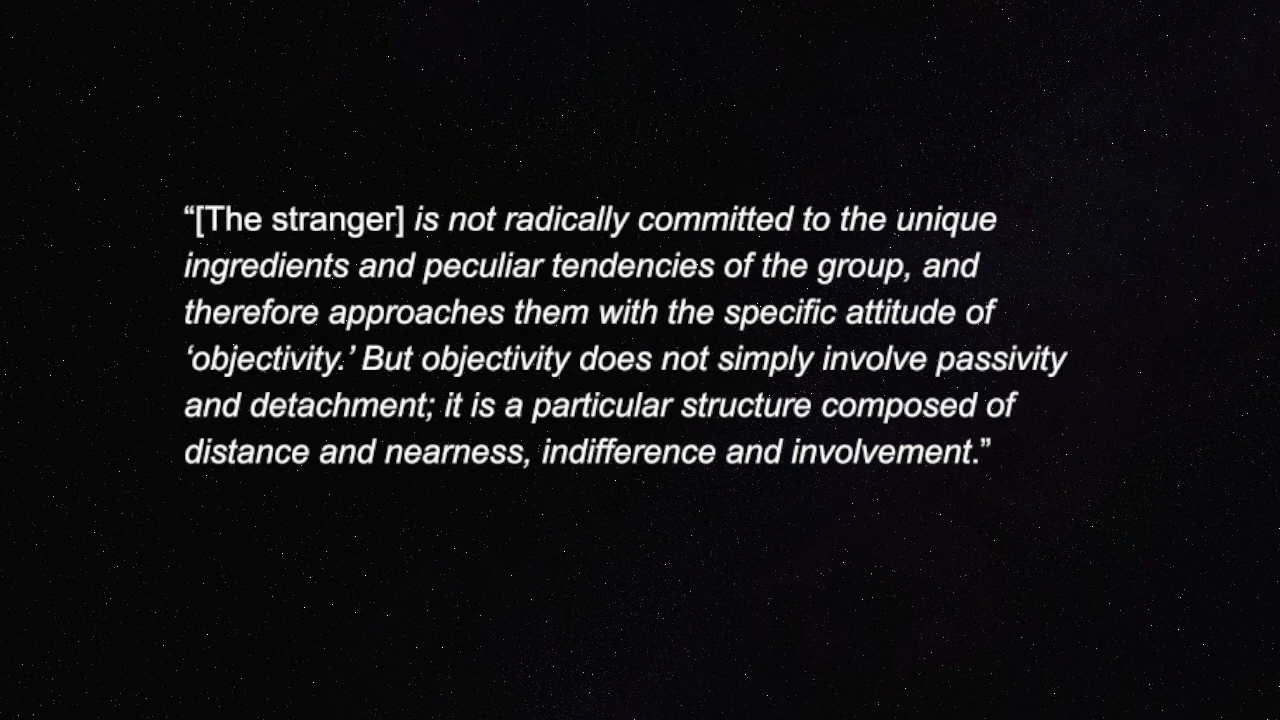 “[The stranger] is not radically committed to the unique
ingredients and peculiar tendencies of the group, and
therefore approaches them with the specific attitude of
‘objectivity.’ But objectivity does not simply involve passivity
and detachment; it is a particular structure composed of
distance and nearness, indifference and involvement.”